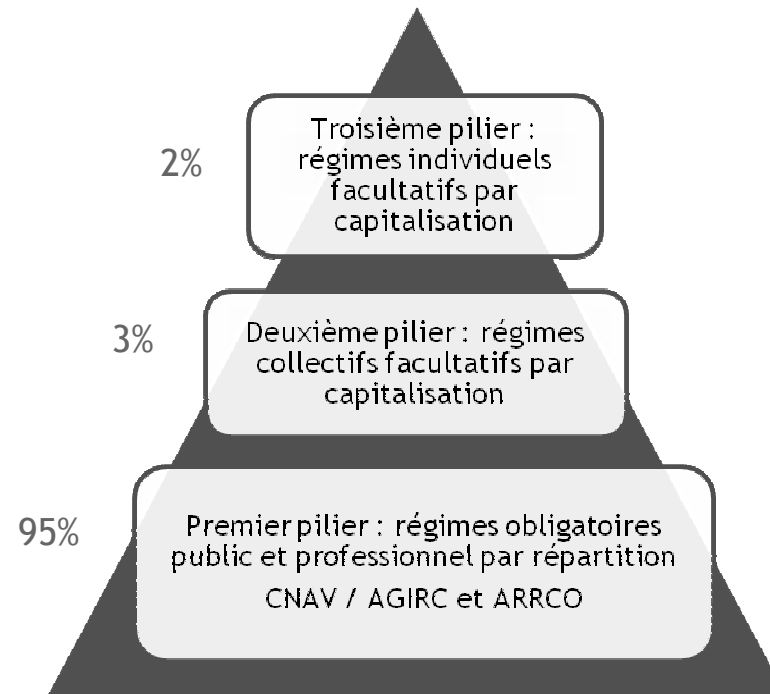 2%
Troisième pilier :
régimes individuels
facultatifs par
capitalisation
3%
Deuxième pilier : régimes
collectifs facultatifs par
capitalisation
95%
Premier pilier : régimes obligatoires
public et professionnel par répartition
CNAV / AGIRC et ARRCO